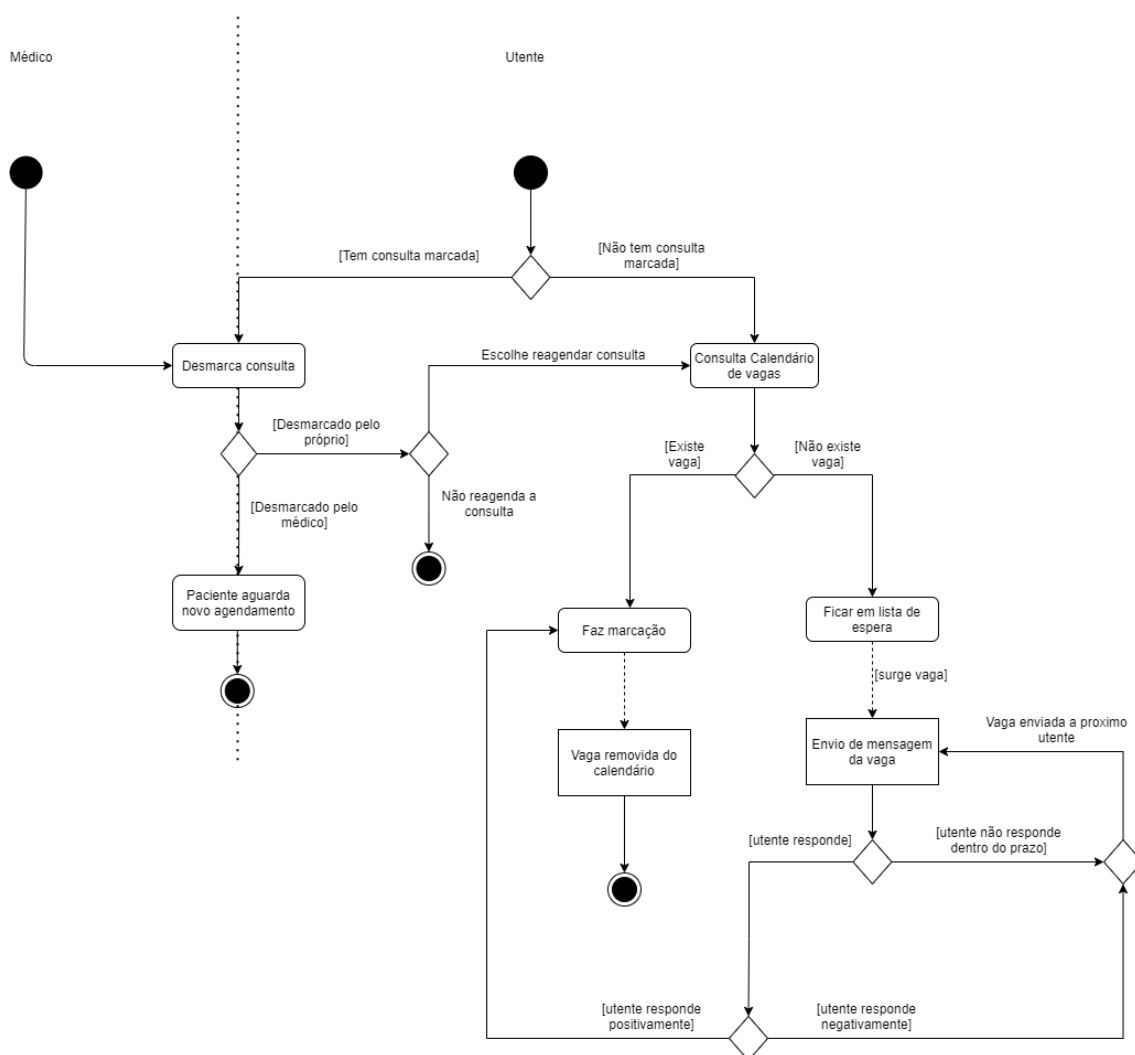 Médico
Utente
[Tem consulta marcada]
[Não tem consulta
marcada]
Desmarca consulta
Escolhe reagendar consulta
Consulta Calendário
de vagas
[Desmarcado pelo
próprio]
[Existe
vaga]
[Não existe
vaga]
[Desmarcado pelo
médico]
Não reagenda a
consulta
Paciente aguarda
novo agendamento
Faz marcação
Ficar em lista de
espera
[surge vaga]
Vaga removida do
calendário
Envio de mensagem
da vaga
Vaga enviada a proximo
utente
[utente responde]
[utente não responde
dentro do prazo]
[utente responde
positivamente]
[utente responde
negativamente]